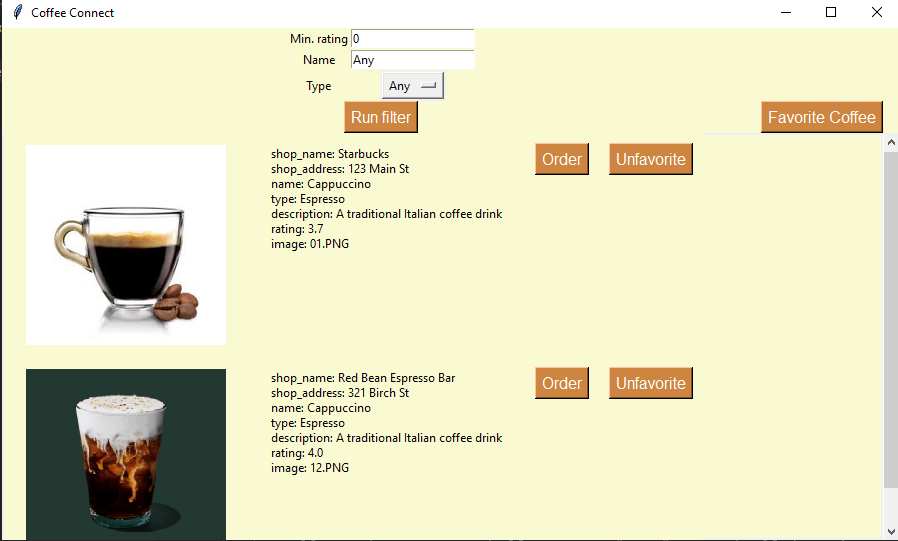 Coffee Connect
Min. rating 0
Name Any
Type Any
Run filter
Favorite Coffee
shop_name: Starbucks
shop_address: 123 Main St
name: Cappuccino
type: Espresso
description: A traditional Italian coffee drink
rating: 3.7
image: 01.PNG
Order Unfavorite
shop_name: Red Bean Espresso Bar
shop_address: 321 Birch St
name: Cappuccino
type: Espresso
description: A traditional Italian coffee drink
rating: 4.0
image: 12.PNG
Order Unfavorite